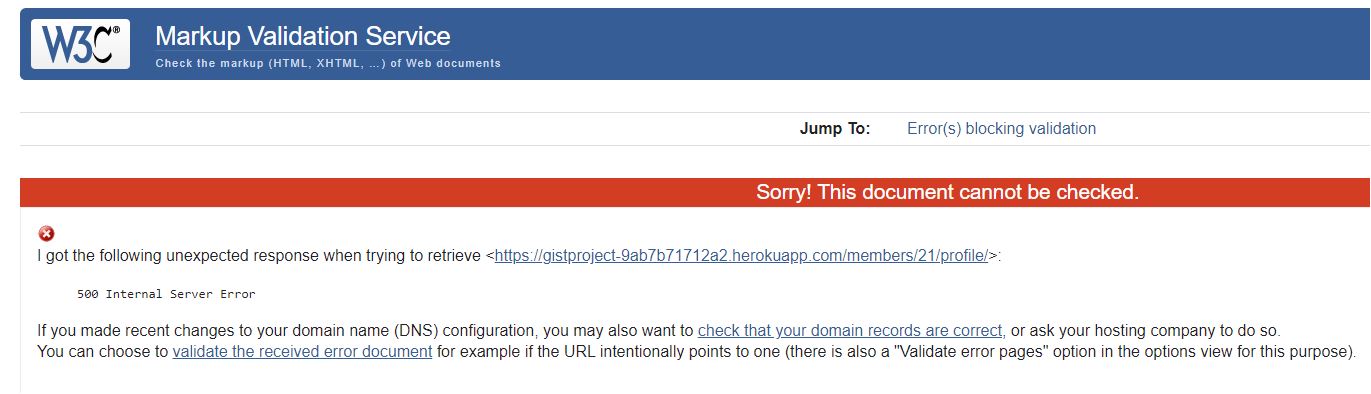 W3C®
Markup Validation Service
Check the markup (HTML, XHTML, …) of Web documents
Jump To: Error(s) blocking validation
Sorry! This document cannot be checked.
I got the following unexpected response when trying to retrieve <https://gistproject-9ab7b71712a2.herokuapp.com/members/21/profile/>:
500 Internal Server Error
If you made recent changes to your domain name (DNS) configuration, you may also want to check that your domain records are correct, or ask your hosting company to do so.
You can choose to validate the received error document for example if the URL intentionally points to one (there is also a "Validate error pages" option in the options view for this purpose).